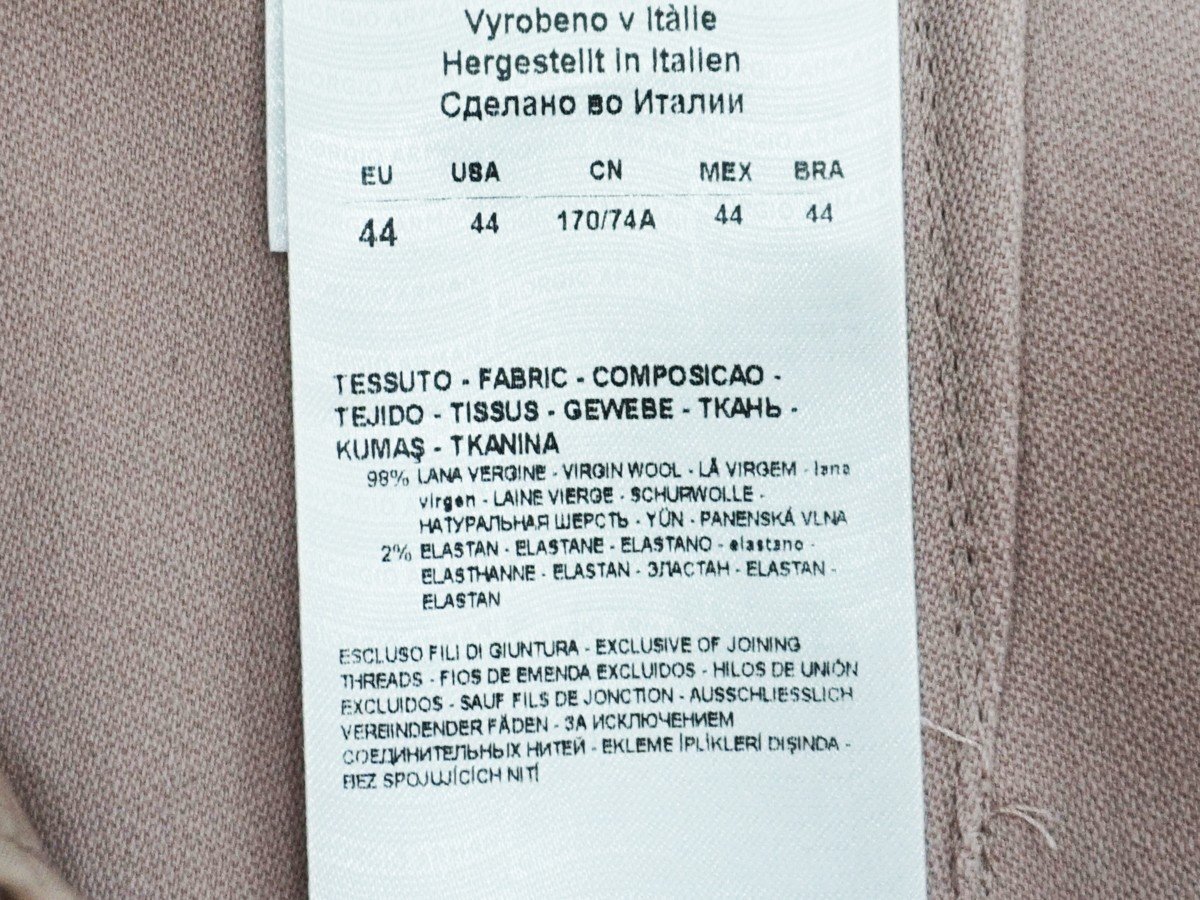 Vyrobeno v Itàlie
Hergestellt in Italien
Сделано во Италии
EU USA CN MEX BRA
44 44 170/74A 44 44
TESSUTO - FABRIC - COMPOSICAO -
TEJIDO - TISSUS - GEWEBE - ТКАНЬ -
KUMAŞ - TKANINA
98% LANA VERGINE - VIRGIN WOOL - LÃ VIRGEM - lana
virgen - LAINE VIERGE - SCHURWOLLE -
НАТУРАЛЬНАЯ ШЕРСТЬ - YÜN - PANENSKÁ VLNA
2% ELASTAN - ELASTANE - ELASTANO - elastano -
ELASTHANNE - ELASTAN - ЭЛАСТАН - ELASTAN -
ELASTAN
ESCLUSO FILI DI GIUNTURA - EXCLUSIVE OF JOINING
THREADS - FIOS DE EMENDA EXCLUIDOS - HILOS DE UNIÓN
EXCLUIDOS - SAUF FILS DE JONCTION - AUSSCHLIESSLICH
VERBINDENDER FÄDEN - ЗА ИСКЛЮЧЕНИЕМ
СОЕДИНИТЕЛЬНЫХ НИТЕЙ - EKLEME İPLİKLERİ DIŞINDA -
BEZ SPOJUJÍCÍCH NITÍ